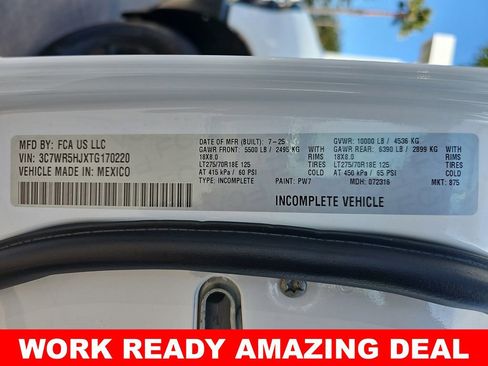 MFD BY: FCA US LLC
VIN: 3C7WR5HJXTG170220
VEHICLE MADE IN: MEXICO
DATE OF MFR (BUILT): 7-25 GVWR: 10000 LB / 4536 KG
GAWR FRONT: 5500 LB / 2495 KG GAWR REAR: 6390 LB / 2899 KG
18X8.0 WITH 18X8.0 WITH
LT275/70R18E 125 RIMS LT275/70R18E 125 RIMS
AT 415 kPa / 60 PSI TIRES AT 450 kPa / 65 PSI TIRES
COLD COLD
TYPE: INCOMPLETE PAINT: PW7 MDH: 072316 MKT: 875
INCOMPLETE VEHICLE
WORK READY AMAZING DEAL